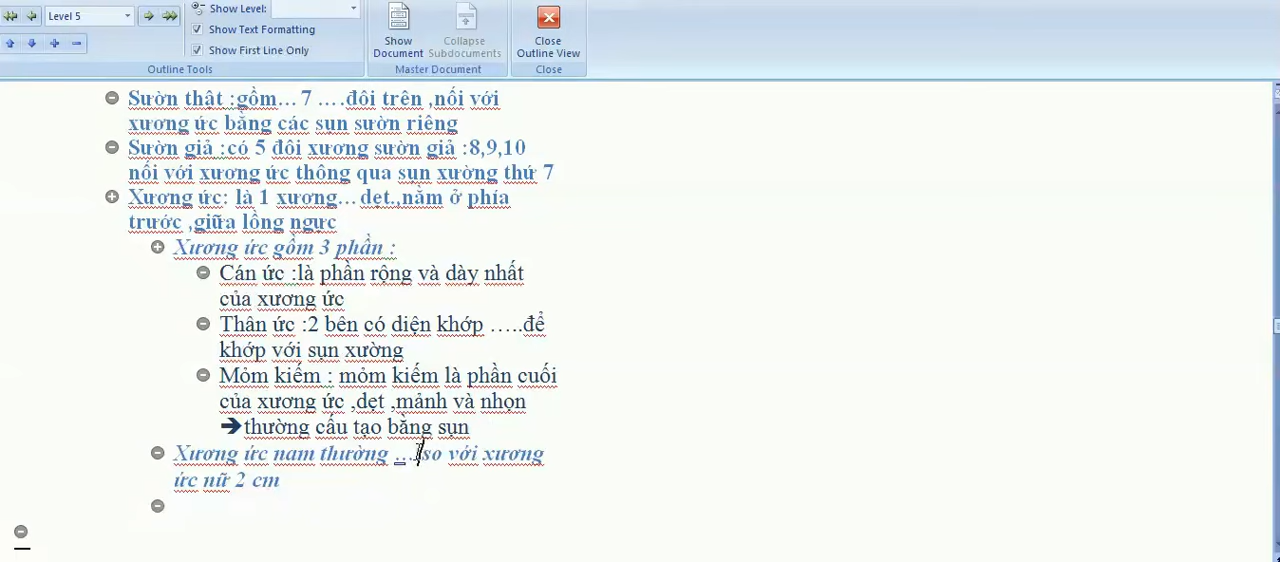 Level 5
Show Level:
Show Text Formatting
Show First Line Only
Show Document
Collapse Subdocuments
Close Outline View
Outline Tools
Master Document
Close
Sườn thật :gồm… 7 ….đôi trên ,nối với
xương ức bằng các sụn sườn riêng
Sườn giả :có 5 đôi xương sườn giả :8,9,10
nối với xương ức thông qua sụn xường thứ 7
Xương ức: là 1 xương… dẹt.,nằm ở phía
trước ,giữa lồng ngực
Xương ức gồm 3 phần :
Cán ức :là phần rộng và dày nhất
của xương ức
Thân ức :2 bên có diện khớp …..để
khớp với sụn xường
Mỏm kiếm : mỏm kiếm là phần cuối
của xương ức ,dẹt ,mảnh và nhọn
➔thường cấu tạo bằng sụn
Xương ức nam thường ….so với xương
ức nữ 2 cm